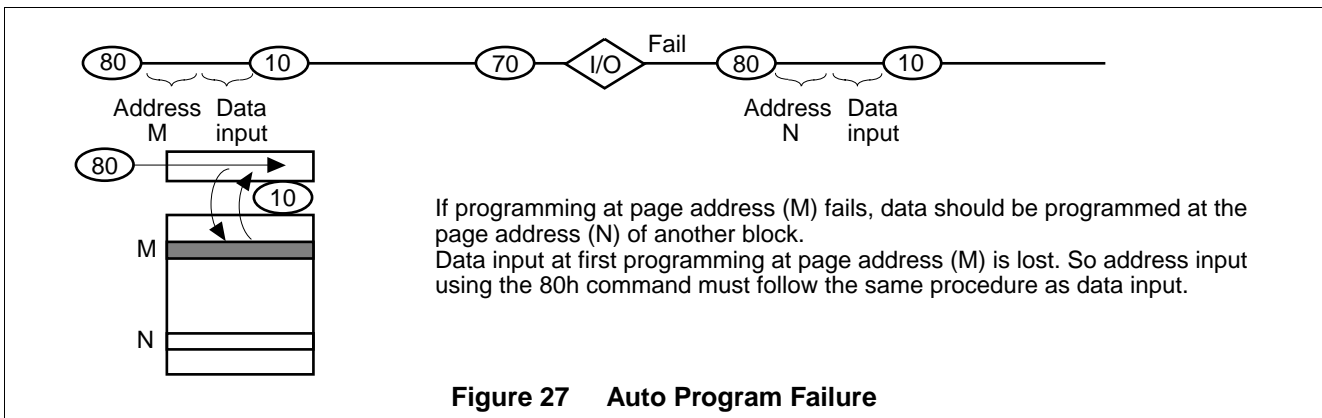 80 10 70 I/O Fail 80 10
Address Data Address Data
M input N input
80
10
M
N
If programming at page address (M) fails, data should be programmed at the
page address (N) of another block.
Data input at first programming at page address (M) is lost. So address input
using the 80h command must follow the same procedure as data input.
Figure 27 Auto Program Failure